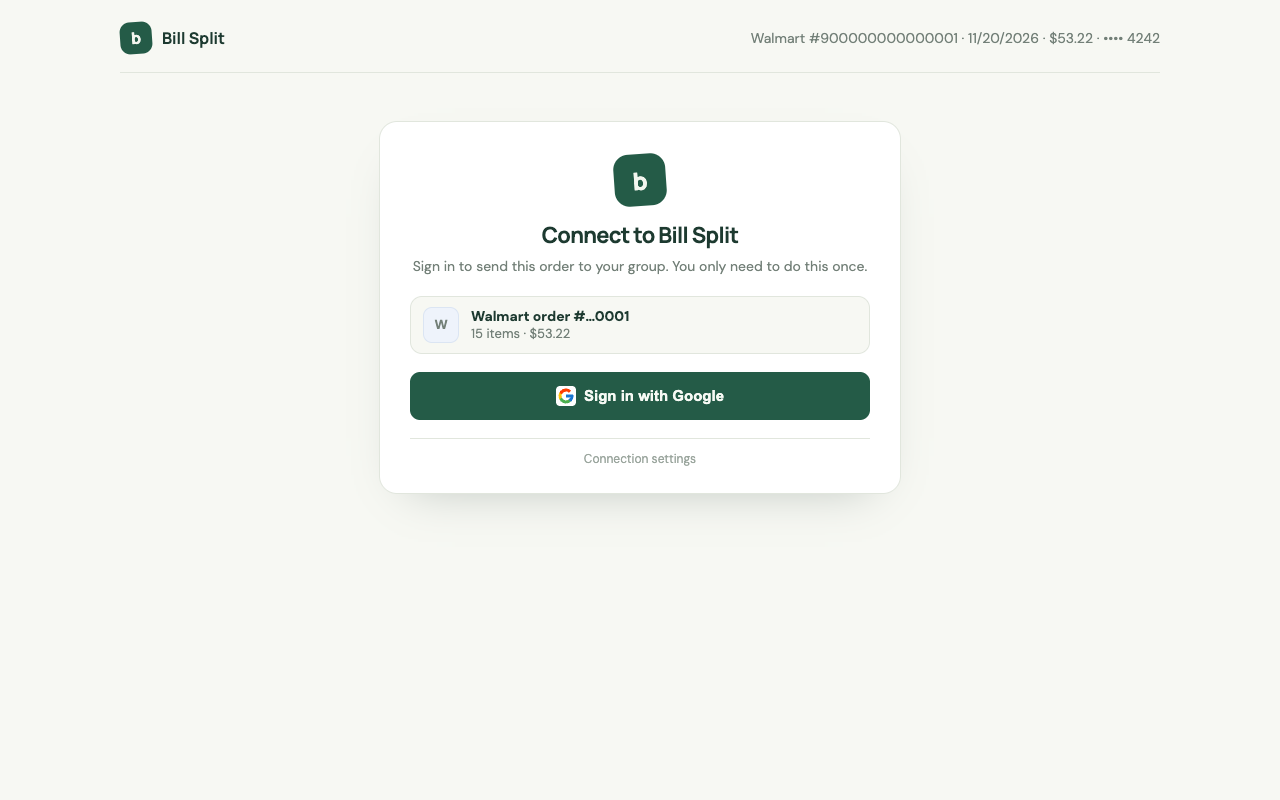 b Bill Split
Walmart #900000000000001 · 11/20/2026 · $53.22 · •••• 4242
b
Connect to Bill Split
Sign in to send this order to your group. You only need to do this once.
W
Walmart order #…0001
15 items · $53.22
Sign in with Google
Connection settings